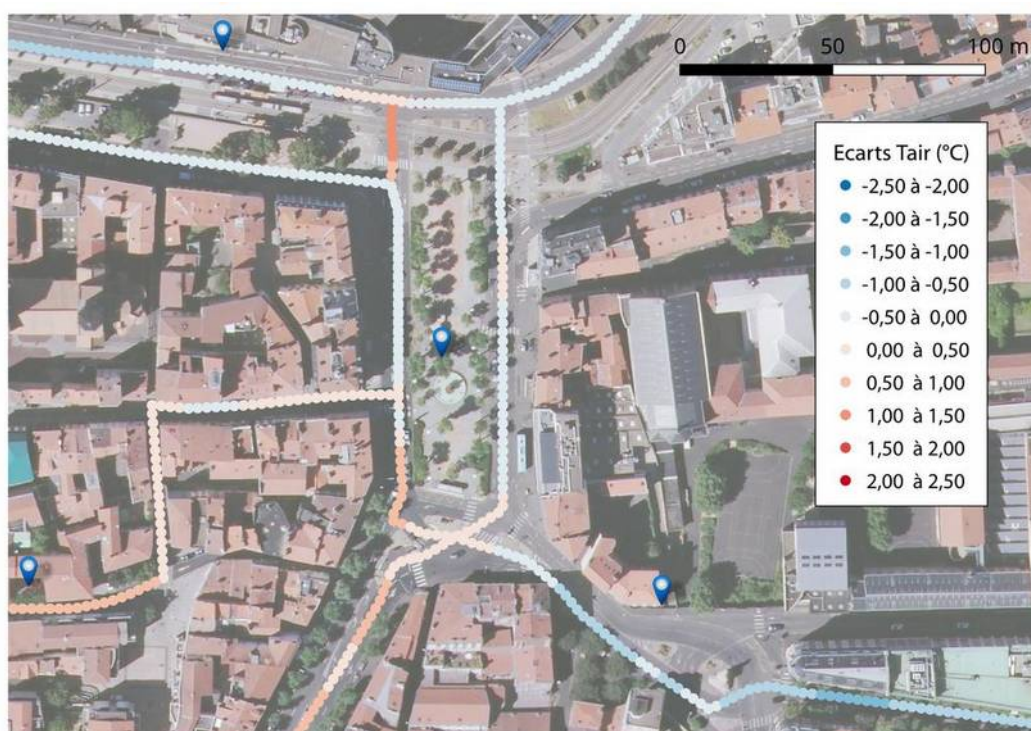 0 50 100 m
Ecarts Tair (°C)
-2,50 à -2,00
-2,00 à -1,50
-1,50 à -1,00
-1,00 à -0,50
-0,50 à 0,00
0,00 à 0,50
0,50 à 1,00
1,00 à 1,50
1,50 à 2,00
2,00 à 2,50